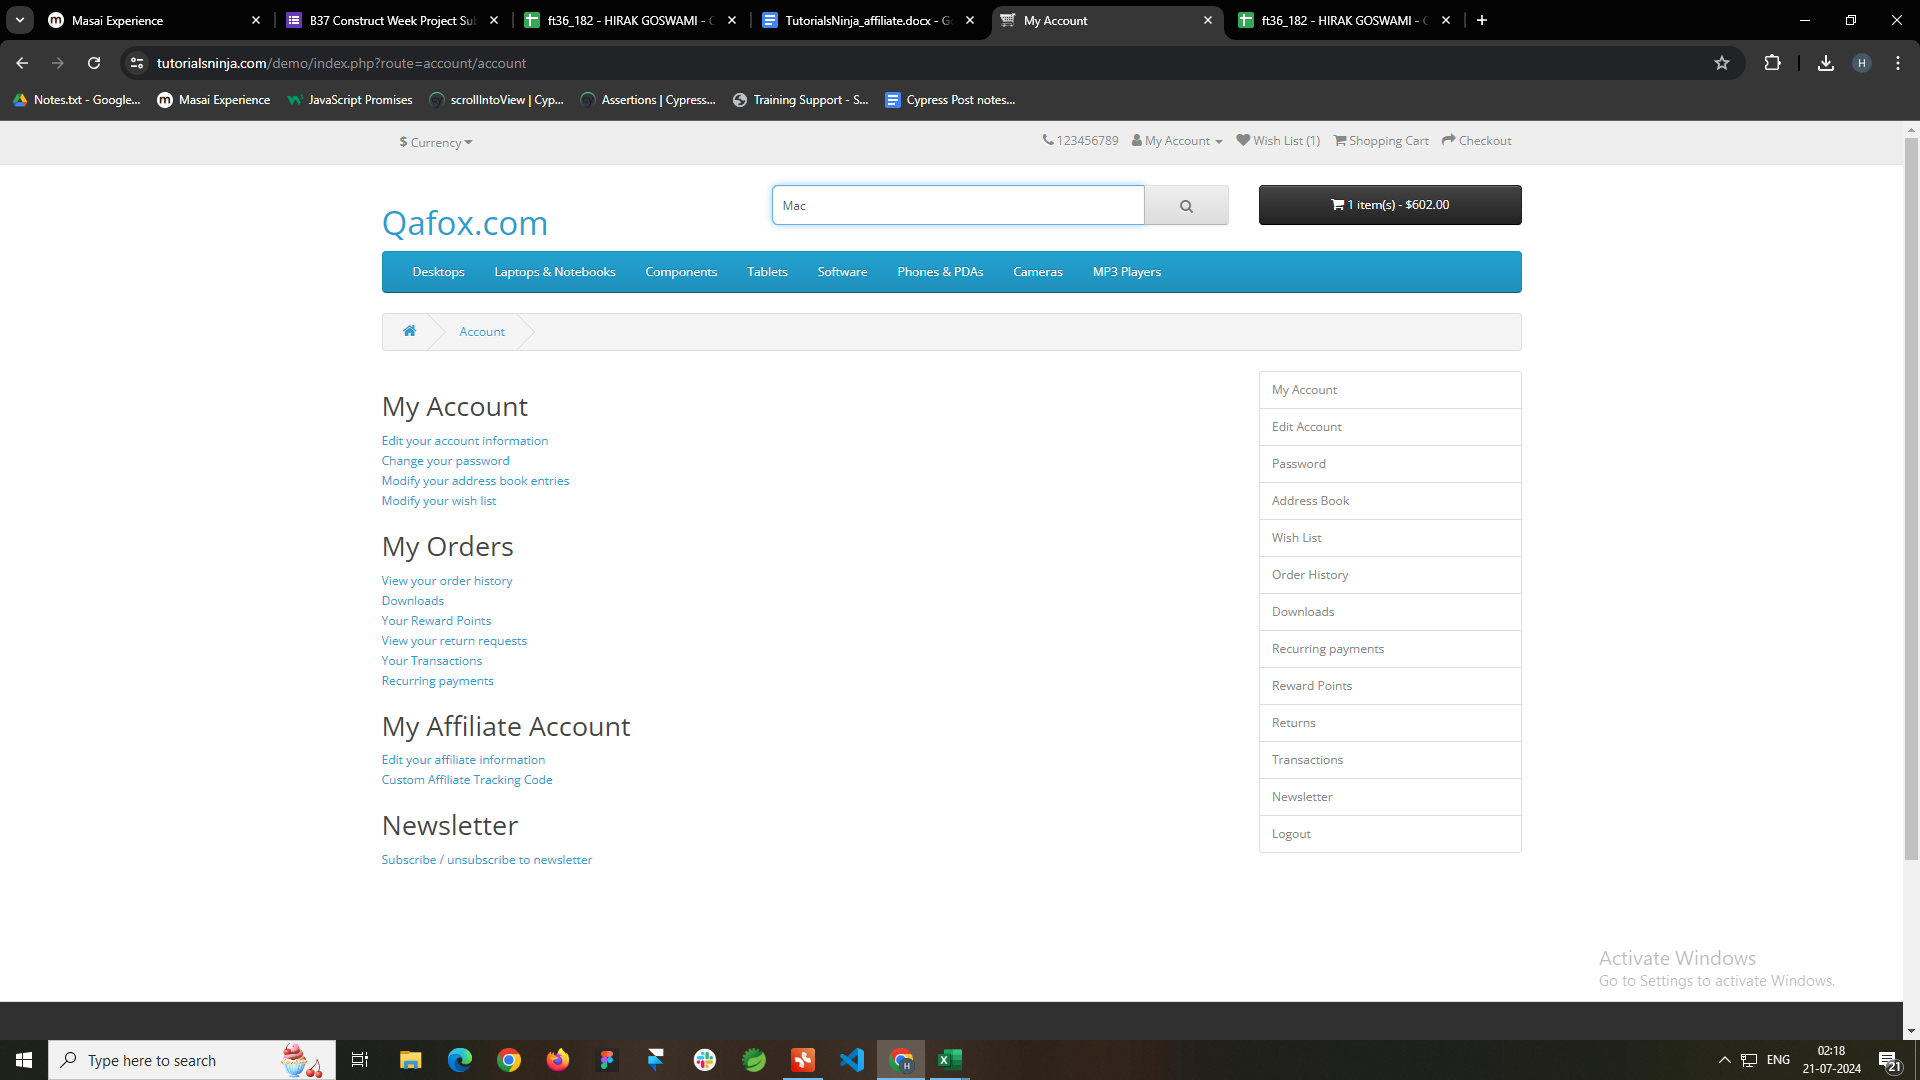 Masai Experience
B37 Construct Week Project Su
ft36_182 - HIRAK GOSWAMI -
TutorialsNinja_affiliate.docx - G
My Account
ft36_182 - HIRAK GOSWAMI -
tutorialsninja.com/demo/index.php?route=account/account
H
Notes.txt - Google...
Masai Experience
JavaScript Promises
scrollIntoView | Cyp...
Assertions | Cypress...
Training Support - S...
Cypress Post notes...
$ Currency
123456789
My Account
Wish List (1)
Shopping Cart
Checkout
Qafox.com
Mac
1 item(s) - $602.00
Desktops
Laptops & Notebooks
Components
Tablets
Software
Phones & PDAs
Cameras
MP3 Players
Account
My Account
Edit your account information
Change your password
Modify your address book entries
Modify your wish list
My Orders
View your order history
Downloads
Your Reward Points
View your return requests
Your Transactions
Recurring payments
My Affiliate Account
Edit your affiliate information
Custom Affiliate Tracking Code
Newsletter
Subscribe / unsubscribe to newsletter
My Account
Edit Account
Password
Address Book
Wish List
Order History
Downloads
Recurring payments
Reward Points
Returns
Transactions
Newsletter
Logout
Activate Windows
Go to Settings to activate Windows.
Type here to search
ENG
02:18
21-07-2024
21